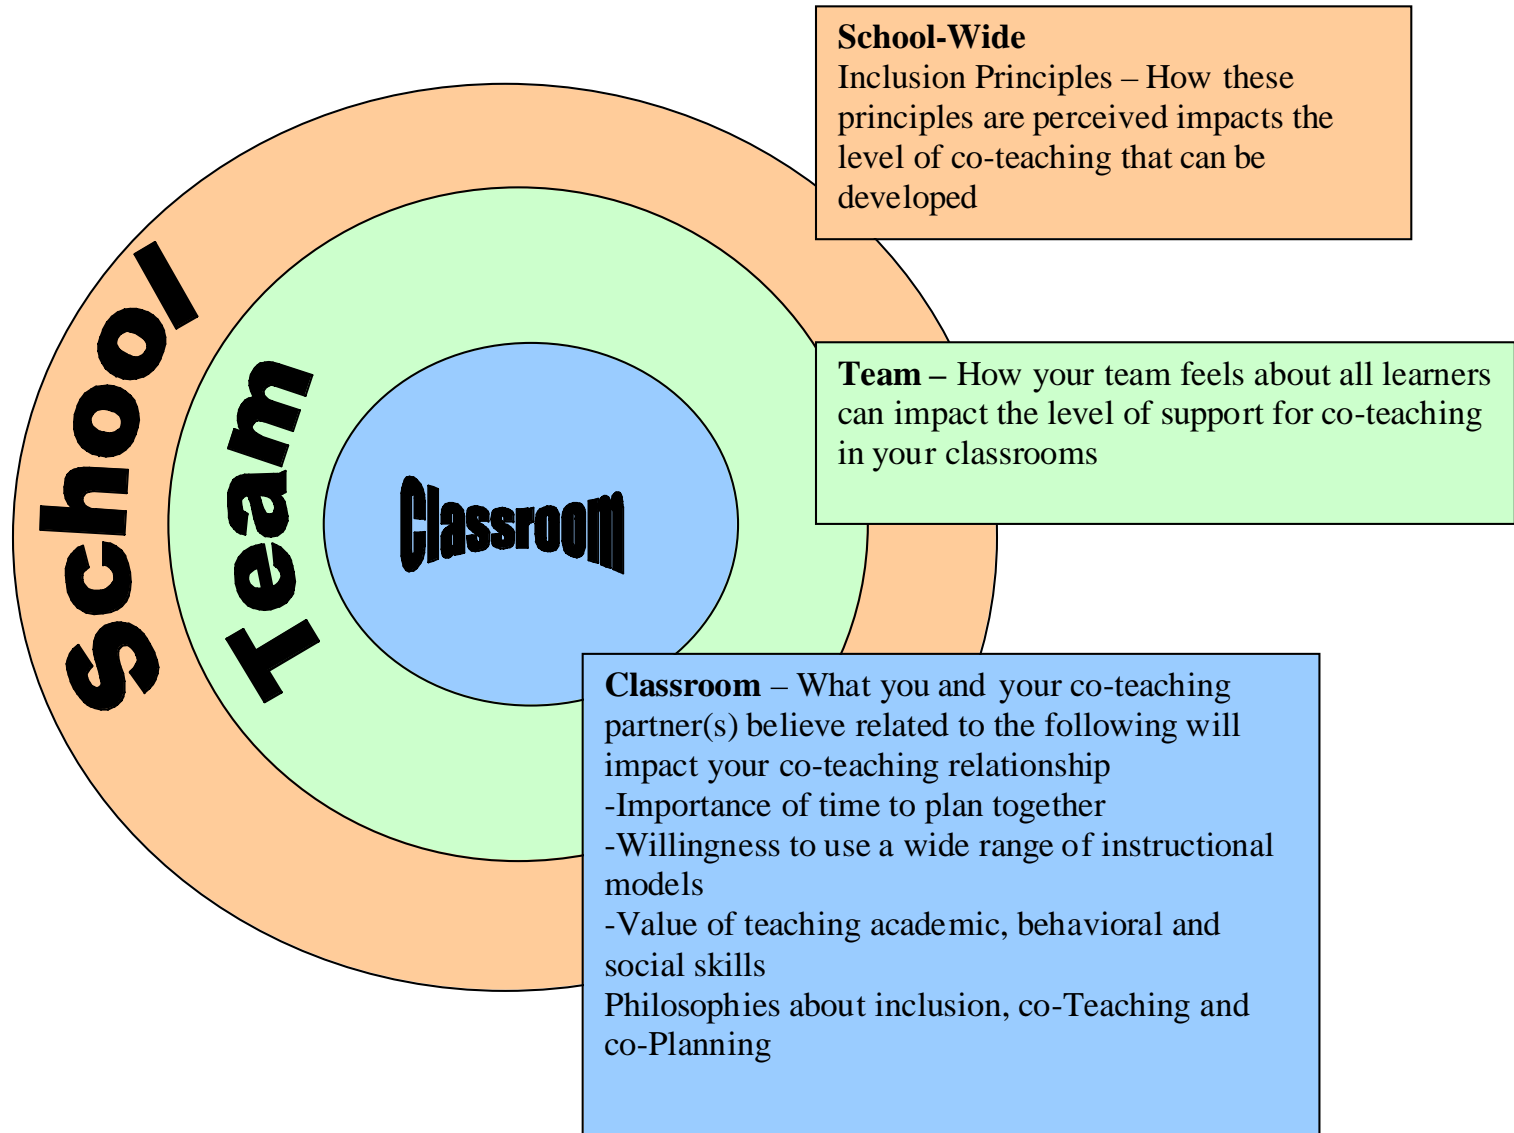 School-Wide
Inclusion Principles – How these
principles are perceived impacts the
level of co-teaching that can be
developed
School
Team
Classroom
Team – How your team feels about all learners
can impact the level of support for co-teaching
in your classrooms
Classroom – What you and your co-teaching
partner(s) believe related to the following will
impact your co-teaching relationship
-Importance of time to plan together
-Willingness to use a wide range of instructional
models
-Value of teaching academic, behavioral and
social skills
Philosophies about inclusion, co-Teaching and
co-Planning